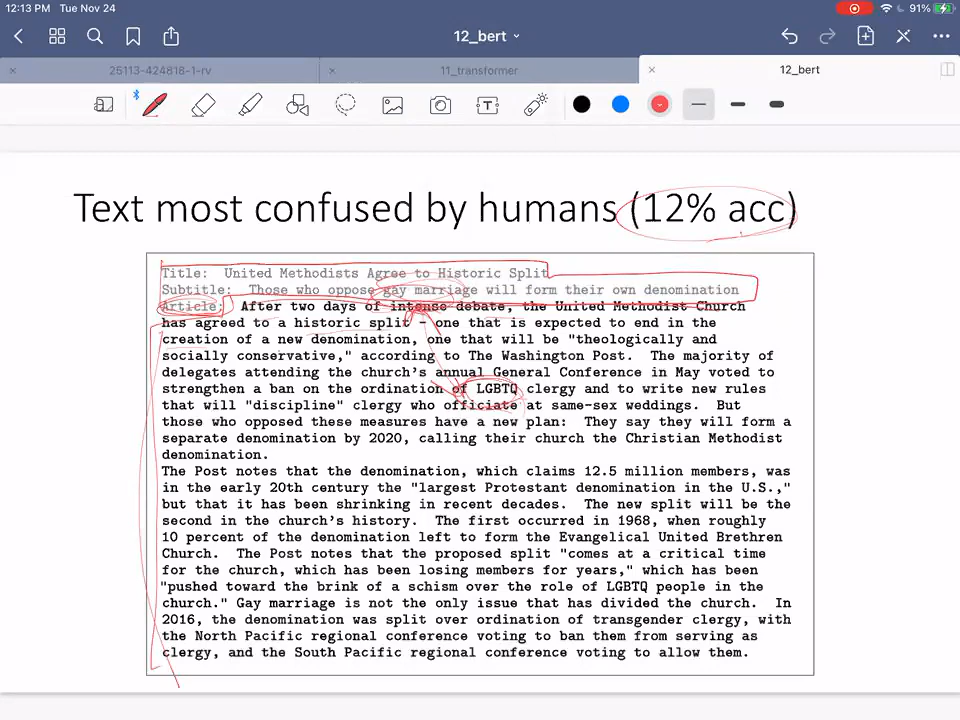 12:13 PM Tue Nov 24
91%
12_bert
25113-424818-1-rv
11_transformer
12_bert
T
Text most confused by humans (12% acc)
Title: United Methodists Agree to Historic Split
Subtitle: Those who oppose gay marriage will form their own denomination
Article: After two days of intense debate, the United Methodist Church
has agreed to a historic split - one that is expected to end in the
creation of a new denomination, one that will be "theologically and
socially conservative," according to The Washington Post. The majority of
delegates attending the church's annual General Conference in May voted to
strengthen a ban on the ordination of LGBTQ clergy and to write new rules
that will "discipline" clergy who officiate at same-sex weddings. But
those who opposed these measures have a new plan: They say they will form a
separate denomination by 2020, calling their church the Christian Methodist
denomination.
The Post notes that the denomination, which claims 12.5 million members, was
in the early 20th century the "largest Protestant denomination in the U.S.,"
but that it has been shrinking in recent decades. The new split will be the
second in the church's history. The first occurred in 1968, when roughly
10 percent of the denomination left to form the Evangelical United Brethren
Church. The Post notes that the proposed split "comes at a critical time
for the church, which has been losing members for years," which has been
"pushed toward the brink of a schism over the role of LGBTQ people in the
church." Gay marriage is not the only issue that has divided the church. In
2016, the denomination was split over ordination of transgender clergy, with
the North Pacific regional conference voting to ban them from serving as
clergy, and the South Pacific regional conference voting to allow them.